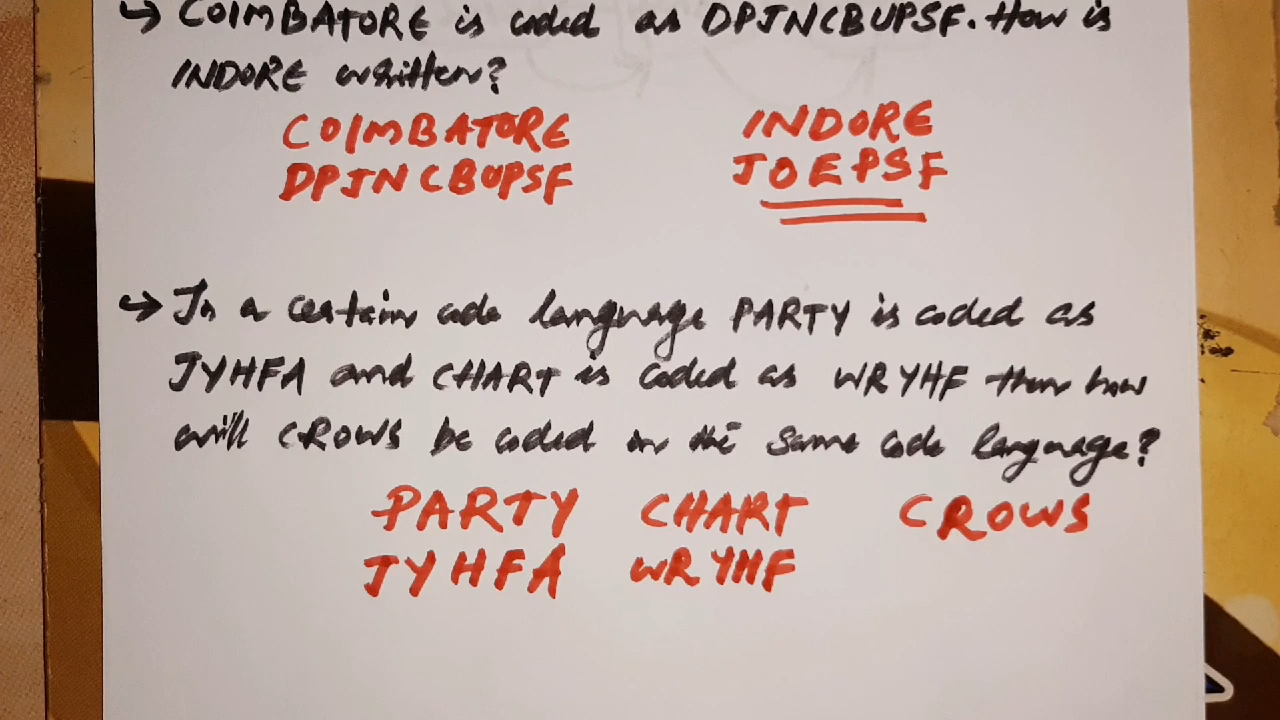 → COIMBATORE is coded as DPJNCBUPSF. How is
INDORE written?
COIMBATORE INDORE
DPJNCBUPSF JOEPSF
→ In a certain code language PARTY is coded as
JYHFA and CHART is coded as WRYHF then how
will CROWS be coded in the same code language?
PARTY CHART CROWS
JYHFA WRYHF